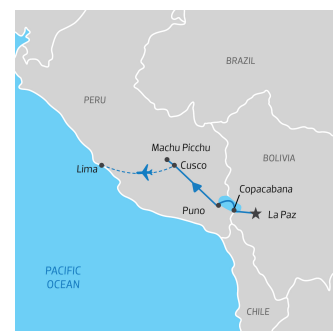 BRAZIL
PERU
Machu Picchu
BOLIVIA
Lima
Cusco
Copacabana
Puno
La Paz
PACIFIC
OCEAN
CHILE